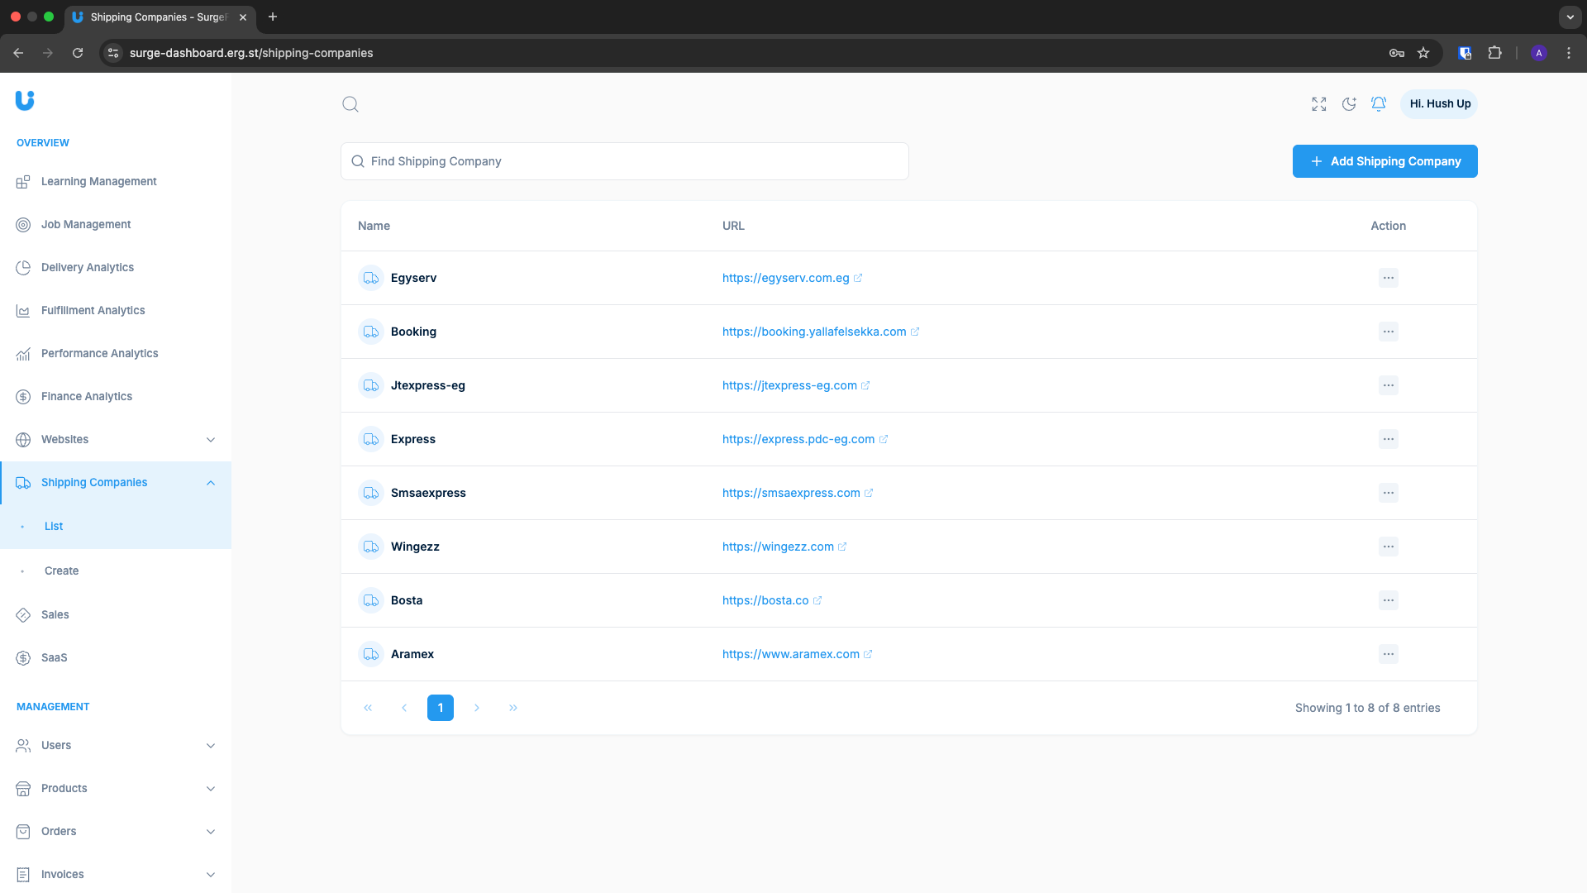 Shipping Companies - Surge
surge-dashboard.erg.st/shipping-companies
A
Hi. Hush Up
OVERVIEW
Learning Management
Job Management
Delivery Analytics
Fulfillment Analytics
Performance Analytics
Finance Analytics
Websites
Shipping Companies
List
Create
Sales
SaaS
MANAGEMENT
Users
Products
Orders
Invoices
Find Shipping Company
Add Shipping Company
Name URL Action
Egyserv https://egyserv.com.eg
Booking https://booking.yallafelsekka.com
Jtexpress-eg https://jtexpress-eg.com
Express https://express.pdc-eg.com
Smsaexpress https://smsaexpress.com
Wingezz https://wingezz.com
Bosta https://bosta.co
Aramex https://www.aramex.com
« ‹ 1 › » Showing 1 to 8 of 8 entries